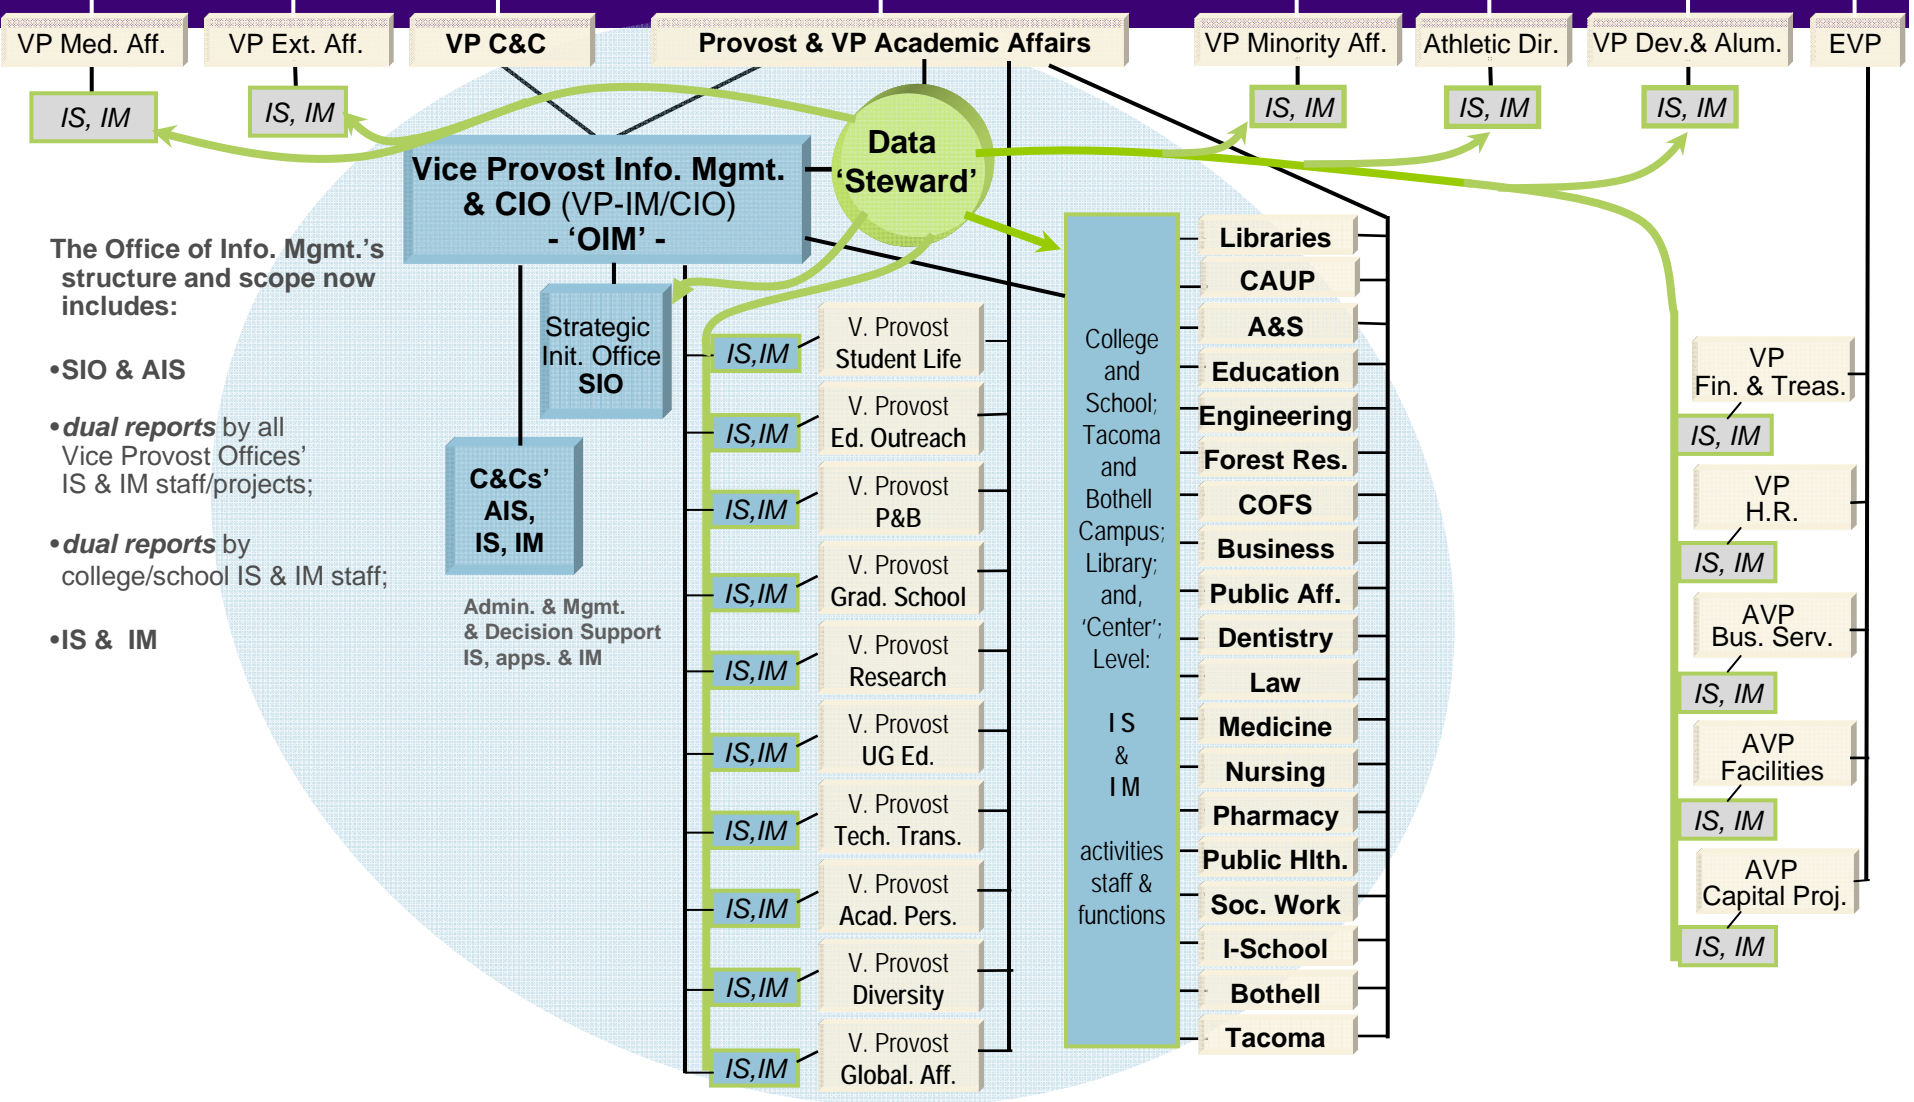 VP Med. Aff.
VP Ext. Aff.
VP C&C
Provost & VP Academic Affairs
VP Minority Aff.
Athletic Dir.
VP Dev.& Alum.
EVP
IS, IM
IS, IM
IS, IM
IS, IM
IS, IM
Data
‘Steward’
Vice Provost Info. Mgmt.
& CIO (VP-IM/CIO)
- ‘OIM’ -
The Office of Info. Mgmt.’s
structure and scope now
includes:
•SIO & AIS
•dual reports by all
Vice Provost Offices’
IS & IM staff/projects;
•dual reports by
college/school IS & IM staff;
•IS & IM
Strategic
Init. Office
SIO
C&Cs’
AIS,
IS, IM
Admin. & Mgmt.
& Decision Support
IS, apps. & IM
IS,IM
V. Provost
Student Life
IS,IM
V. Provost
Ed. Outreach
IS,IM
V. Provost
P&B
IS,IM
V. Provost
Grad. School
IS,IM
V. Provost
Research
IS,IM
V. Provost
UG Ed.
IS,IM
V. Provost
Tech. Trans.
IS,IM
V. Provost
Acad. Pers.
IS,IM
V. Provost
Diversity
IS,IM
V. Provost
Global. Aff.
College
and
School;
Tacoma
and
Bothell
Campus;
Library;
and,
‘Center’;
Level:
IS
&
IM
activities
staff &
functions
Libraries
CAUP
A&S
Education
Engineering
Forest Res.
COFS
Business
Public Aff.
Dentistry
Law
Medicine
Nursing
Pharmacy
Public Hlth.
Soc. Work
I-School
Bothell
Tacoma
VP
Fin. & Treas.
IS, IM
VP
H.R.
IS, IM
AVP
Bus. Serv.
IS, IM
AVP
Facilities
IS, IM
AVP
Capital Proj.
IS, IM